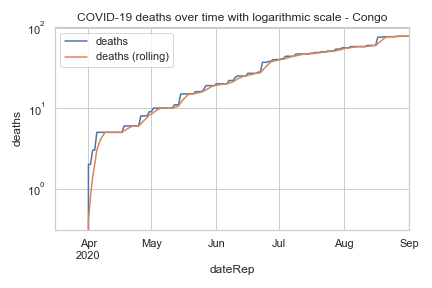 COVID-19 deaths over time with logarithmic scale - Congo
deaths
deaths (rolling)
10²
10¹
10⁰
deaths
Apr
2020
May
Jun
Jul
Aug
Sep
dateRep